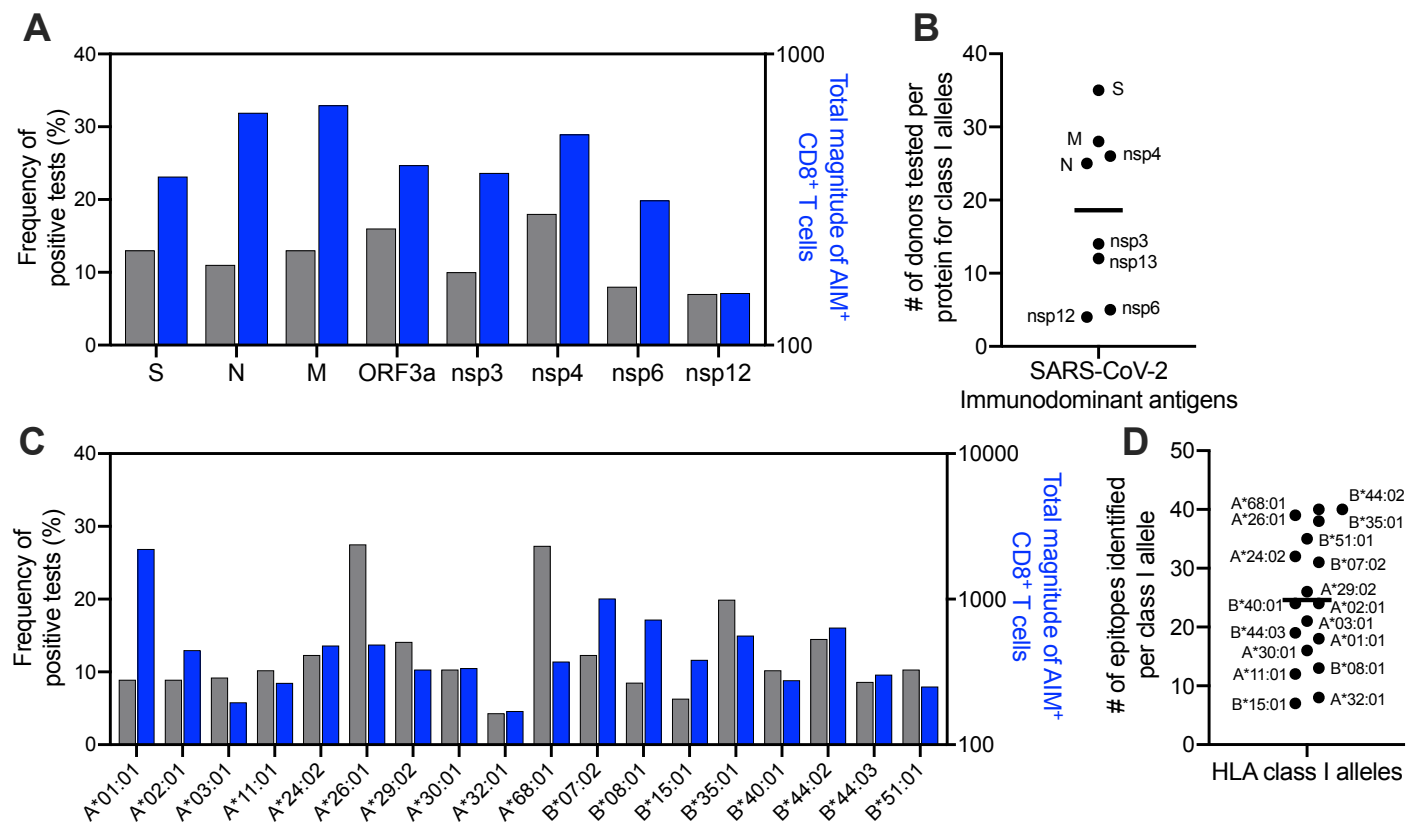 A
40
30
20
10
0
Frequency of
positive tests (%)
1000
100
Total magnitude of AIM⁺
CD8⁺ T cells
S N M ORF3a nsp3 nsp4 nsp6 nsp12
B
# of donors tested per
protein for class I alleles
40
30
20
10
0
S
M
nsp4
N
nsp3
nsp13
nsp12
nsp6
SARS-CoV-2
Immunodominant antigens
C
40
30
20
10
0
Frequency of
positive tests (%)
10000
1000
100
Total magnitude of AIM⁺
CD8⁺ T cells
A*01:01 A*02:01 A*03:01 A*11:01 A*24:02 A*26:01 A*29:02 A*30:01 A*32:01 A*68:01 B*07:02 B*08:01 B*15:01 B*35:01 B*40:01 B*44:02 B*44:03 B*51:01
D
# of epitopes identified
per class I allele
50
40
30
20
10
0
A*68:01
B*44:02
A*26:01
B*35:01
B*51:01
A*24:02
B*07:02
A*29:02
B*40:01
A*02:01
A*03:01
B*44:03
A*01:01
A*30:01
B*08:01
A*11:01
A*32:01
B*15:01
HLA class I alleles